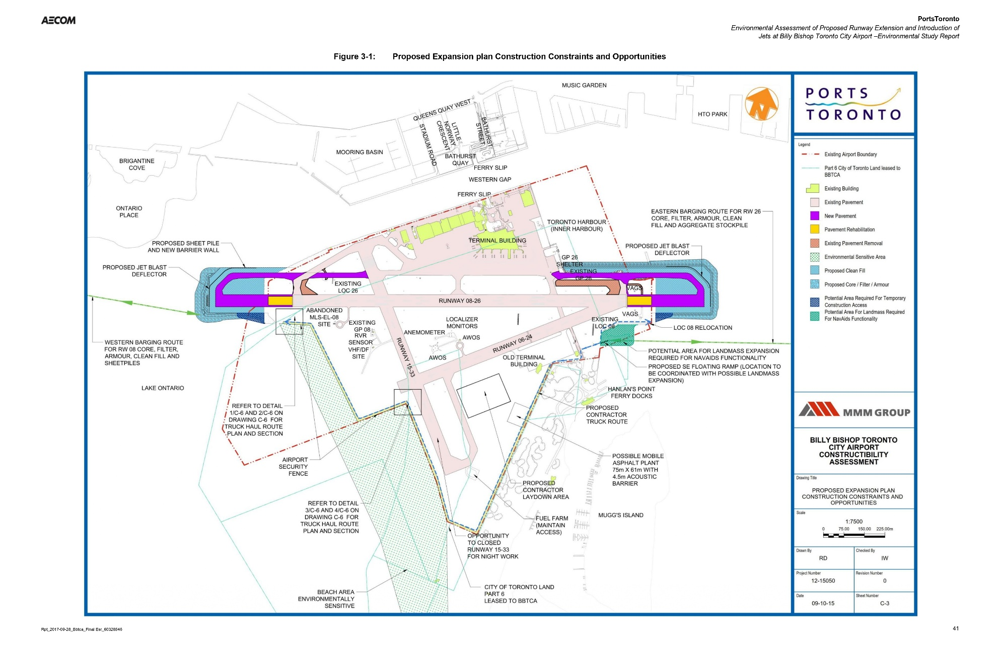 AECOM
PortsToronto
Environmental Assessment of Proposed Runway Extension and Introduction of
Jets at Billy Bishop Toronto City Airport –Environmental Study Report
Figure 3-1: Proposed Expansion plan Construction Constraints and Opportunities
MUSIC GARDEN
HTO PARK
QUEENS QUAY WEST
STADIUM ROAD
LITTLE
NORWAY
CRESCENT
BATHURST
STREET
MOORING BASIN
BATHURST
QUAY
FERRY SLIP
WESTERN GAP
FERRY SLIP
BRIGANTINE
COVE
ONTARIO
PLACE
TORONTO HARBOUR
(INNER HARBOUR)
EASTERN BARGING ROUTE FOR RW 26
CORE, FILTER, ARMOUR, CLEAN
FILL AND AGGREGATE STOCKPILE
TERMINAL BUILDING
PROPOSED SHEET PILE
AND NEW BARRIER WALL
PROPOSED JET BLAST
DEFLECTOR
PROPOSED JET BLAST
DEFLECTOR
GP 26
SHELTER
EXISTING
GP 26
EXISTING
LOC 26
VAGS
RUNWAY 08-26
ABANDONED
MLS-EL-08
SITE
EXISTING
GP 08
RVR
SENSOR
VHF/DF
SITE
LOCALIZER
MONITORS
ANEMOMETER
AWOS
AWOS
VAGS
EXISTING
LOC 08
LOC 08 RELOCATION
RUNWAY 15-33
RUNWAY 06-24
OLD TERMINAL
BUILDING
WESTERN BARGING ROUTE
FOR RW 08 CORE, FILTER,
ARMOUR, CLEAN FILL AND
SHEETPILES
POTENTIAL AREA FOR LANDMASS EXPANSION
REQUIRED FOR NAVAIDS FUNCTIONALITY
PROPOSED SE FLOATING RAMP (LOCATION TO
BE COORDINATED WITH POSSIBLE LANDMASS
EXPANSION)
LAKE ONTARIO
HANLAN'S POINT
FERRY DOCKS
PROPOSED
CONTRACTOR
TRUCK ROUTE
REFER TO DETAIL
1/C-6 AND 2/C-6 ON
DRAWING C-6 FOR
TRUCK HAUL ROUTE
PLAN AND SECTION
AIRPORT
SECURITY
FENCE
POSSIBLE MOBILE
ASPHALT PLANT
75m X 61m WITH
4.5m ACOUSTIC
BARRIER
PROPOSED
CONTRACTOR
LAYDOWN AREA
REFER TO DETAIL
3/C-6 AND 4/C-6 ON
DRAWING C-6 FOR
TRUCK HAUL ROUTE
PLAN AND SECTION
MUGG'S ISLAND
FUEL FARM
(MAINTAIN
ACCESS)
OPPORTUNITY
TO CLOSED
RUNWAY 15-33
FOR NIGHT WORK
BEACH AREA
ENVIRONMENTALLY
SENSITIVE
CITY OF TORONTO LAND
PART 6
LEASED TO BBTCA
N
PORTS
TORONTO
Legend
Existing Airport Boundary
Part 6 City of Toronto Land leased to
BBTCA
Existing Building
Existing Pavement
New Pavement
Pavement Rehabilitation
Existing Pavement Removal
Environmental Sensitive Area
Proposed Clean Fill
Proposed Core / Filter / Armour
Potential Area Required For Temporary
Construction Access
Potential Area For Landmass Required
For NavAids Functionality
MMM GROUP
BILLY BISHOP TORONTO
CITY AIRPORT
CONSTRUCTIBILITY
ASSESSMENT
Drawing Title
PROPOSED EXPANSION PLAN
CONSTRUCTION CONSTRAINTS AND
OPPORTUNITIES
Scale
1:7500
0 75.00 150.00 225.00m
Drawn By
RD
Checked By
IW
Project Number
12-15050
Revision Number
0
Date
09-10-15
Sheet Number
C-3
Rpt_2017-09-28_Bbtca_Final Esr_60328546
41